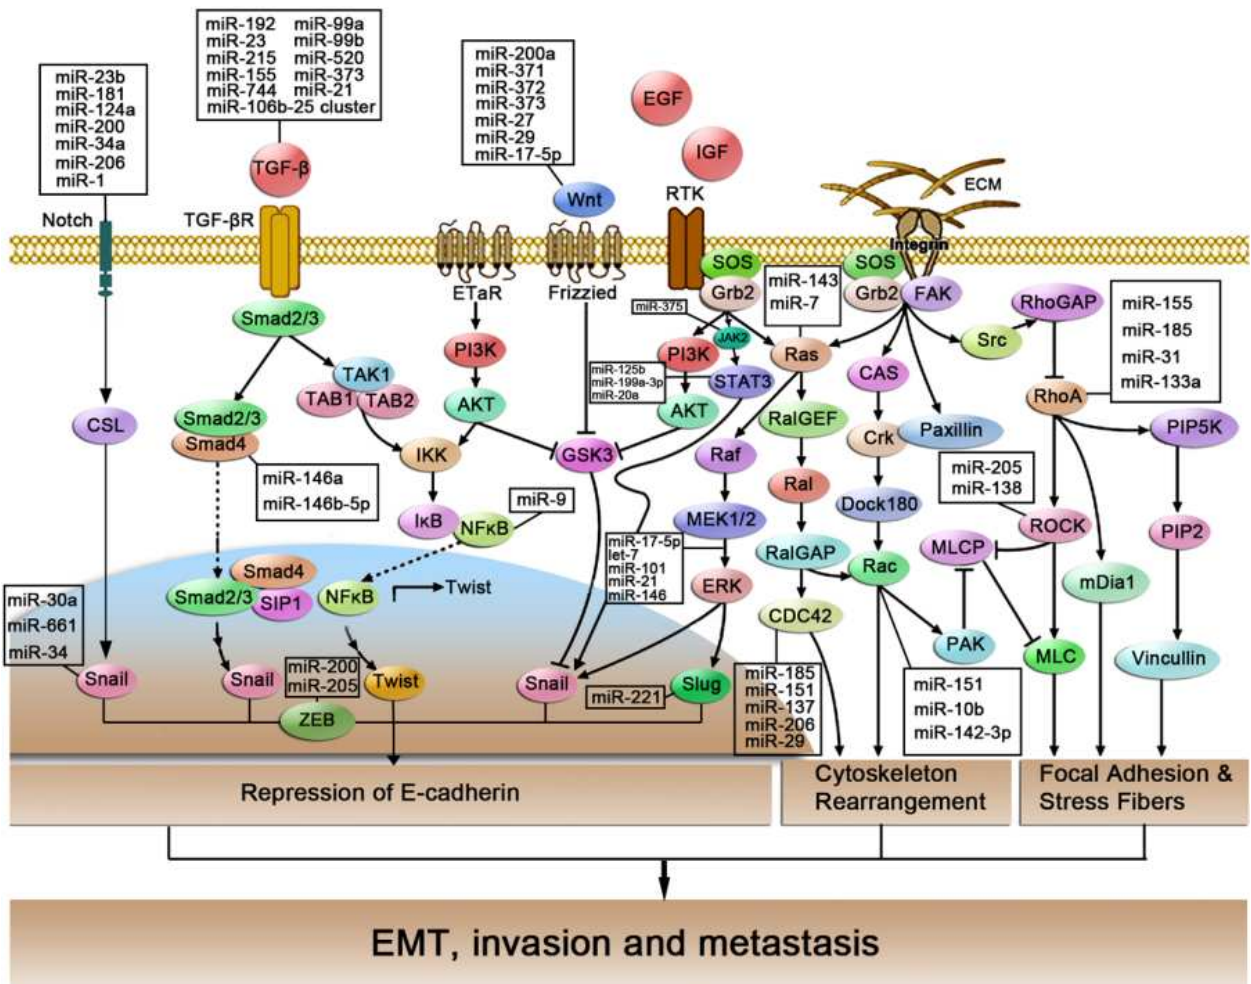 miR-192 miR-99a
miR-23 miR-99b
miR-215 miR-520
miR-155 miR-373
miR-744 miR-21
miR-106b-25 cluster
miR-23b
miR-181
miR-124a
miR-200
miR-34a
miR-206
miR-1
miR-200a
miR-371
miR-372
miR-373
miR-27
miR-29
miR-17-5p
EGF
IGF
TGF-β
Wnt
RTK
ECM
Notch
TGF-βR
Integrin
SOS
SOS
ETaR
Frizzied
Grb2
miR-143
miR-7
Grb2
FAK
RhoGAP
miR-155
miR-185
miR-31
miR-133a
Smad2/3
miR-375
JAK2
Src
PI3K
PI3K
Ras
TAK1
TAB1
TAB2
miR-125b
miR-199a-3p
miR-20a
STAT3
CAS
RhoA
AKT
AKT
CSL
Smad2/3
Smad4
RalGEF
Crk
Paxillin
PIP5K
IKK
GSK3
Raf
miR-146a
miR-146b-5p
miR-205
miR-138
Ral
miR-9
Dock180
IκB
NFκB
MEK1/2
ROCK
PIP2
miR-17-5p
let-7
miR-101
miR-21
miR-146
RalGAP
MLCP
Rac
mDia1
Smad4
Smad2/3
SIP1
NFκB
Twist
ERK
miR-30a
miR-661
miR-34
CDC42
PAK
MLC
Vincullin
Snail
Snail
miR-200
miR-205
Twist
Snail
miR-221
Slug
miR-185
miR-151
miR-137
miR-206
miR-29
miR-151
miR-10b
miR-142-3p
ZEB
Repression of E-cadherin
Cytoskeleton
Rearrangement
Focal Adhesion &
Stress Fibers
EMT, invasion and metastasis